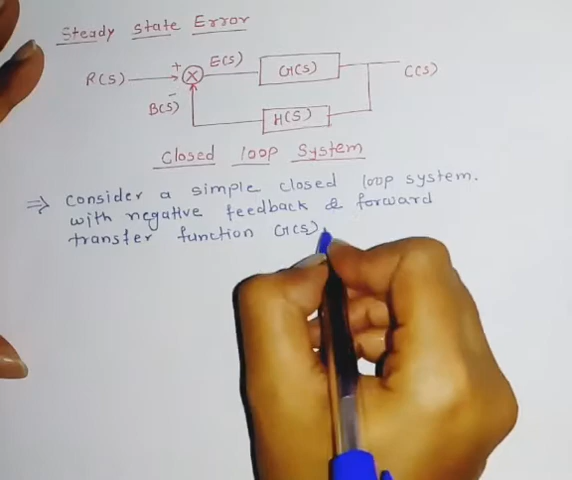 Steady state Error
R(S)
+
E(S)
G(S)
C(S)
-
B(S)
H(S)
Closed loop System
⇒ Consider a simple closed loop system.
with negative feedback & forward
transfer function G(S)